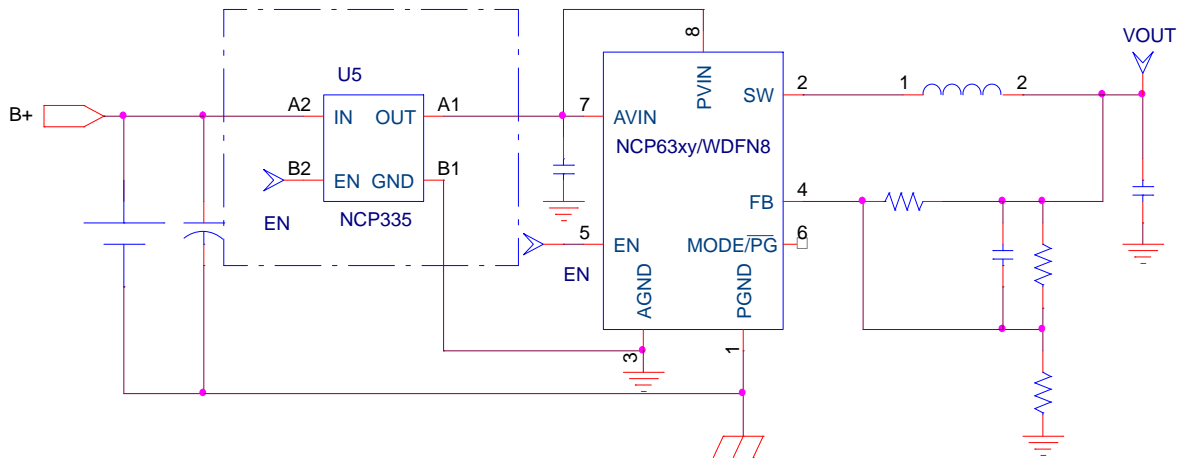 VOUT
8
U5
PVIN
2
SW
1
2
B+
A2
IN
OUT
A1
7
AVIN
NCP63xy/WDFN8
B2
EN
GND
B1
4
FB
EN
NCP335
5
EN
MODE/PG
6
EN
AGND
PGND
3
1